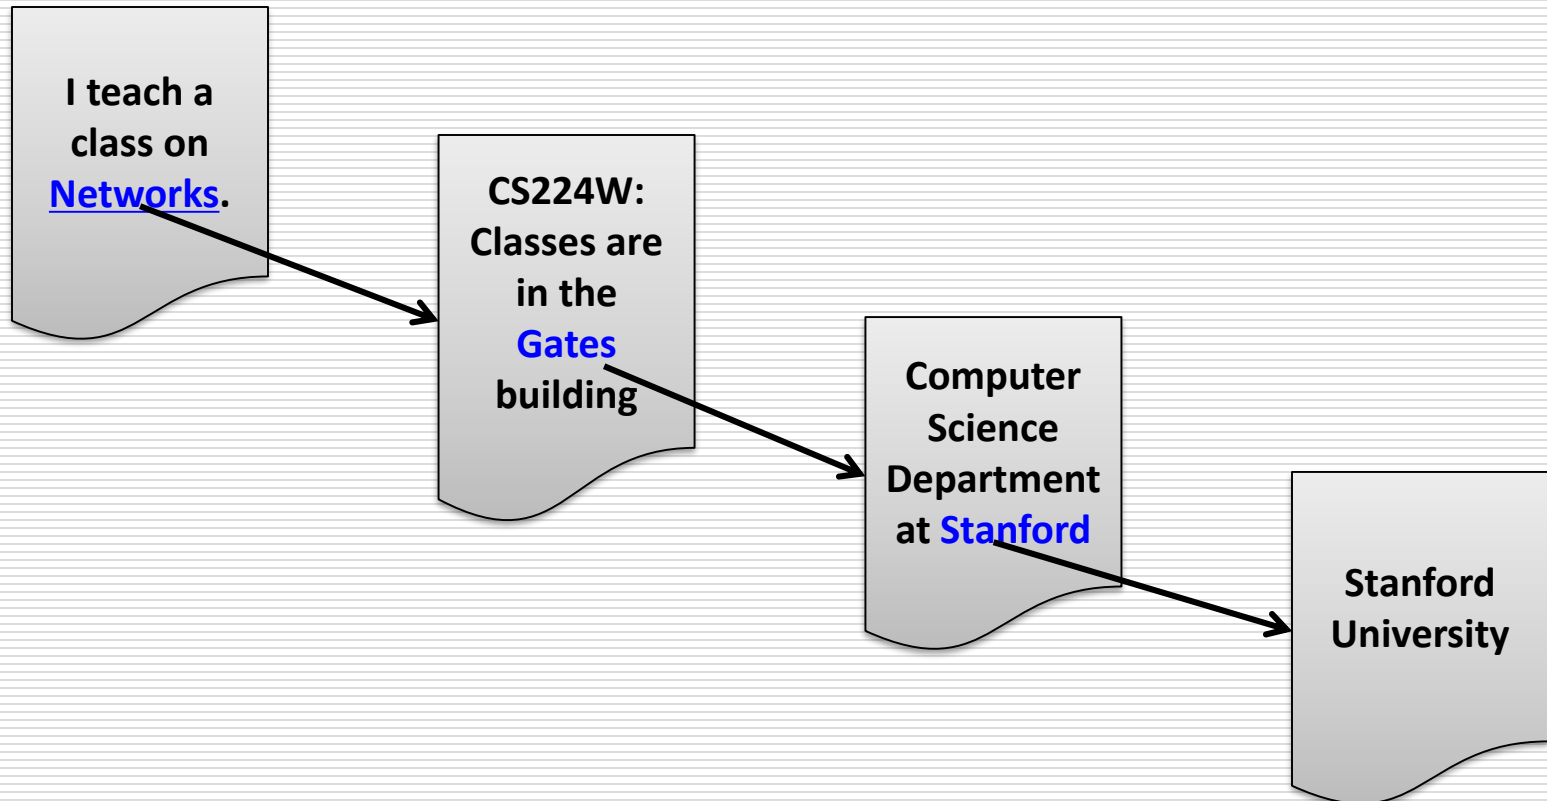 I teach a
class on
Networks.
CS224W:
Classes are
in the
Gates
building
Computer
Science
Department
at Stanford
Stanford
University